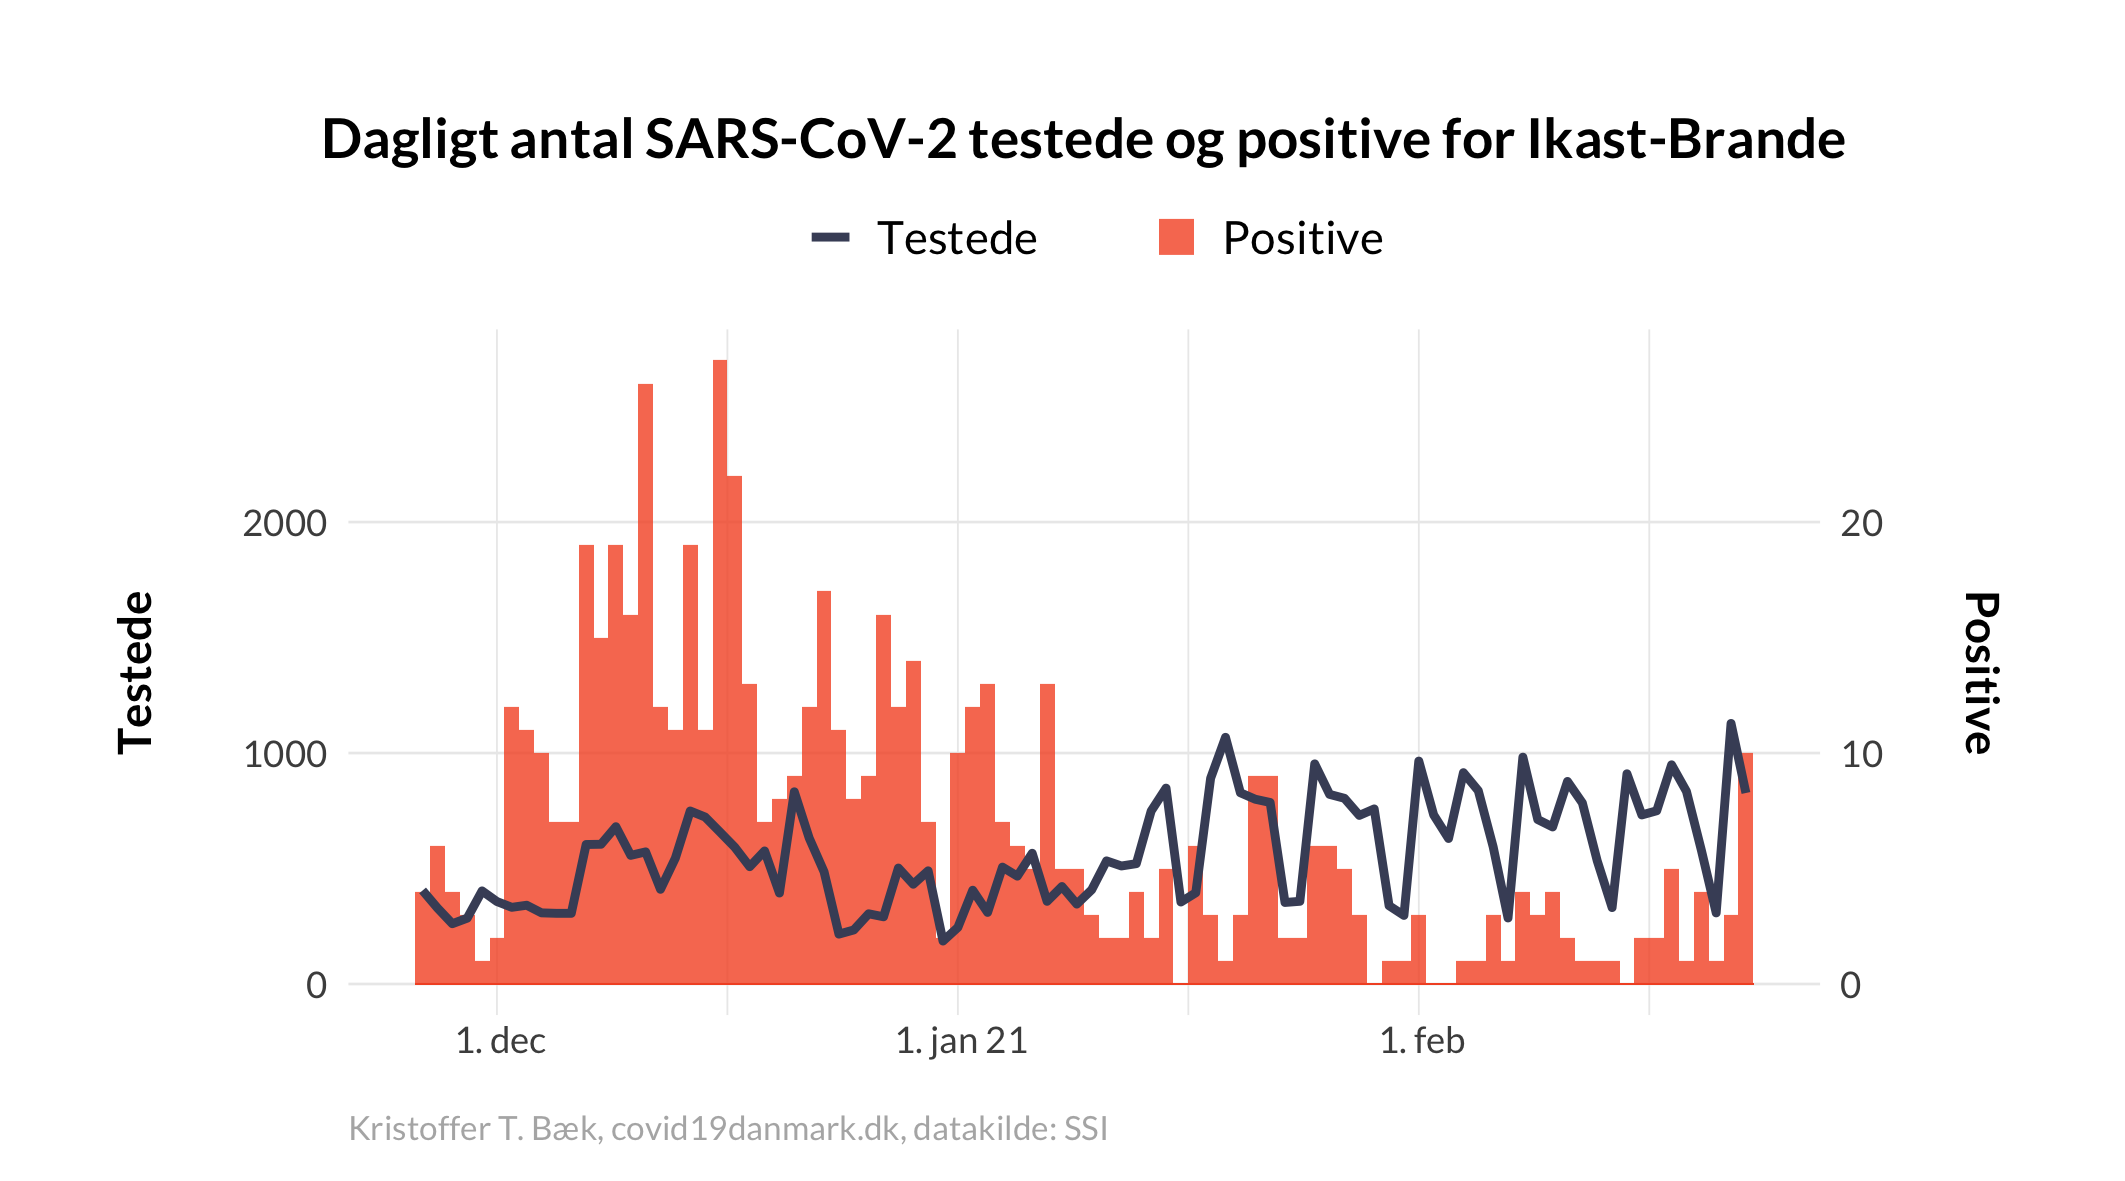 Dagligt antal SARS-CoV-2 testede og positive for Ikast-Brande
Testede
Positive
2000
1000
0
Testede
20
10
0
Positive
1. dec
1. jan 21
1. feb
Kristoffer T. Bæk, covid19danmark.dk, datakilde: SSI